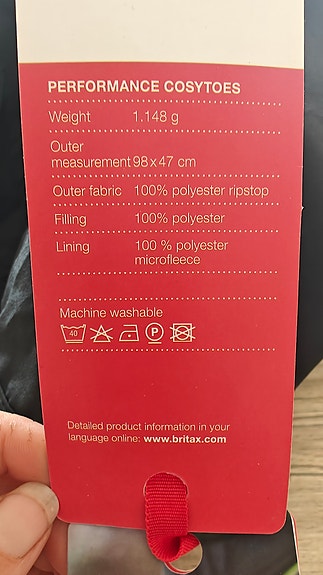 PERFORMANCE COSYTOES
Weight 1.148 g
Outer
measurement 98 x 47 cm
Outer fabric 100% polyester ripstop
Filling 100% polyester
Lining 100 % polyester
microfleece
Machine washable
40 P
Detailed product information in your
language online: www.britax.com